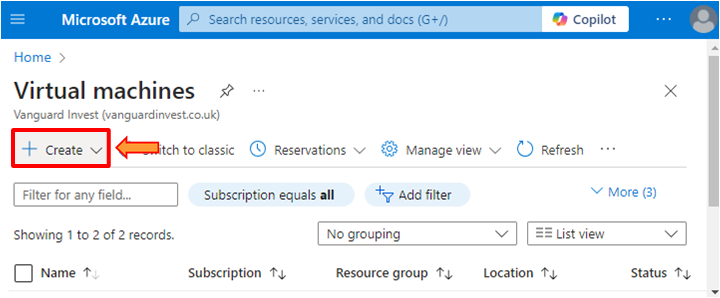 Microsoft Azure Search resources, services, and docs (G+/) Copilot ...
Home >
Virtual machines ...
Vanguard Invest (vanguardinvest.co.uk)
+ Create switch to classic Reservations Manage view Refresh ...
Filter for any field... Subscription equals all Add filter More (3)
Showing 1 to 2 of 2 records. No grouping List view
Name ↑↓ Subscription ↑↓ Resource group ↑↓ Location ↑↓ Status ↑↓